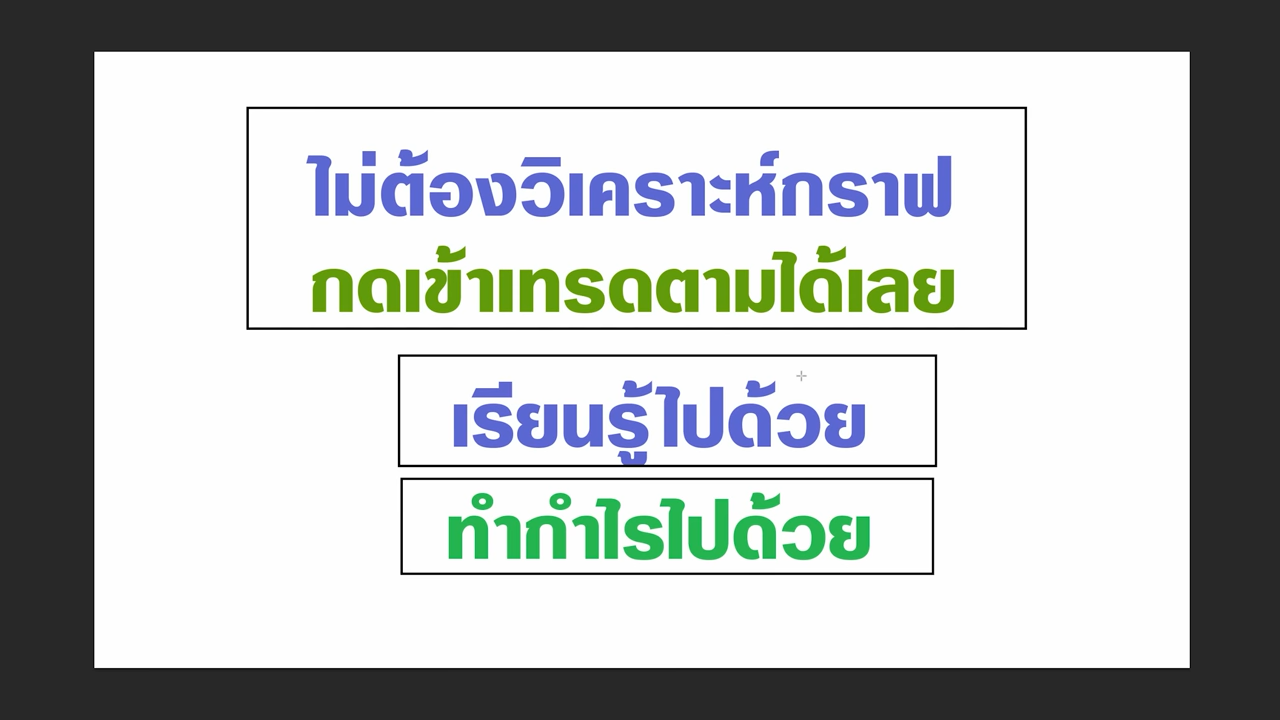 ไม่ต้องวิเคราะห์กราฟ
กดเข้าเทรดตามได้เลย
เรียนรู้ไปด้วย
ทำกำไรไปด้วย